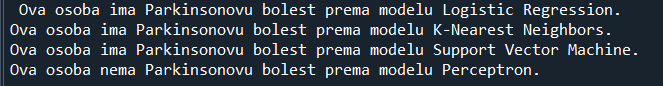 Ova osoba ima Parkinsonovu bolest prema modelu Logistic Regression.
Ova osoba ima Parkinsonovu bolest prema modelu K-Nearest Neighbors.
Ova osoba ima Parkinsonovu bolest prema modelu Support Vector Machine.
Ova osoba nema Parkinsonovu bolest prema modelu Perceptron.